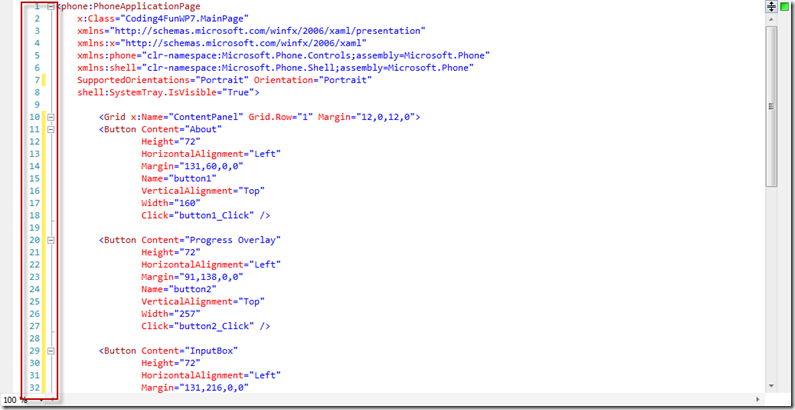 1 <phone:PhoneApplicationPage
2 x:Class="Coding4FunWP7.MainPage"
3 xmlns="http://schemas.microsoft.com/winfx/2006/xaml/presentation"
4 xmlns:x="http://schemas.microsoft.com/winfx/2006/xaml"
5 xmlns:phone="clr-namespace:Microsoft.Phone.Controls;assembly=Microsoft.Phone"
6 xmlns:shell="clr-namespace:Microsoft.Phone.Shell;assembly=Microsoft.Phone"
7 SupportedOrientations="Portrait" Orientation="Portrait"
8 shell:SystemTray.IsVisible="True">
9
10 <Grid x:Name="ContentPanel" Grid.Row="1" Margin="12,0,12,0">
11 <Button Content="About"
12 Height="72"
13 HorizontalAlignment="Left"
14 Margin="131,60,0,0"
15 Name="button1"
16 VerticalAlignment="Top"
17 Width="160"
18 Click="button1_Click" />
19
20 <Button Content="Progress Overlay"
21 Height="72"
22 HorizontalAlignment="Left"
23 Margin="91,138,0,0"
24 Name="button2"
25 VerticalAlignment="Top"
26 Width="257"
27 Click="button2_Click" />
28
29 <Button Content="InputBox"
30 Height="72"
31 HorizontalAlignment="Left"
32 Margin="131,216,0,0"
100 %